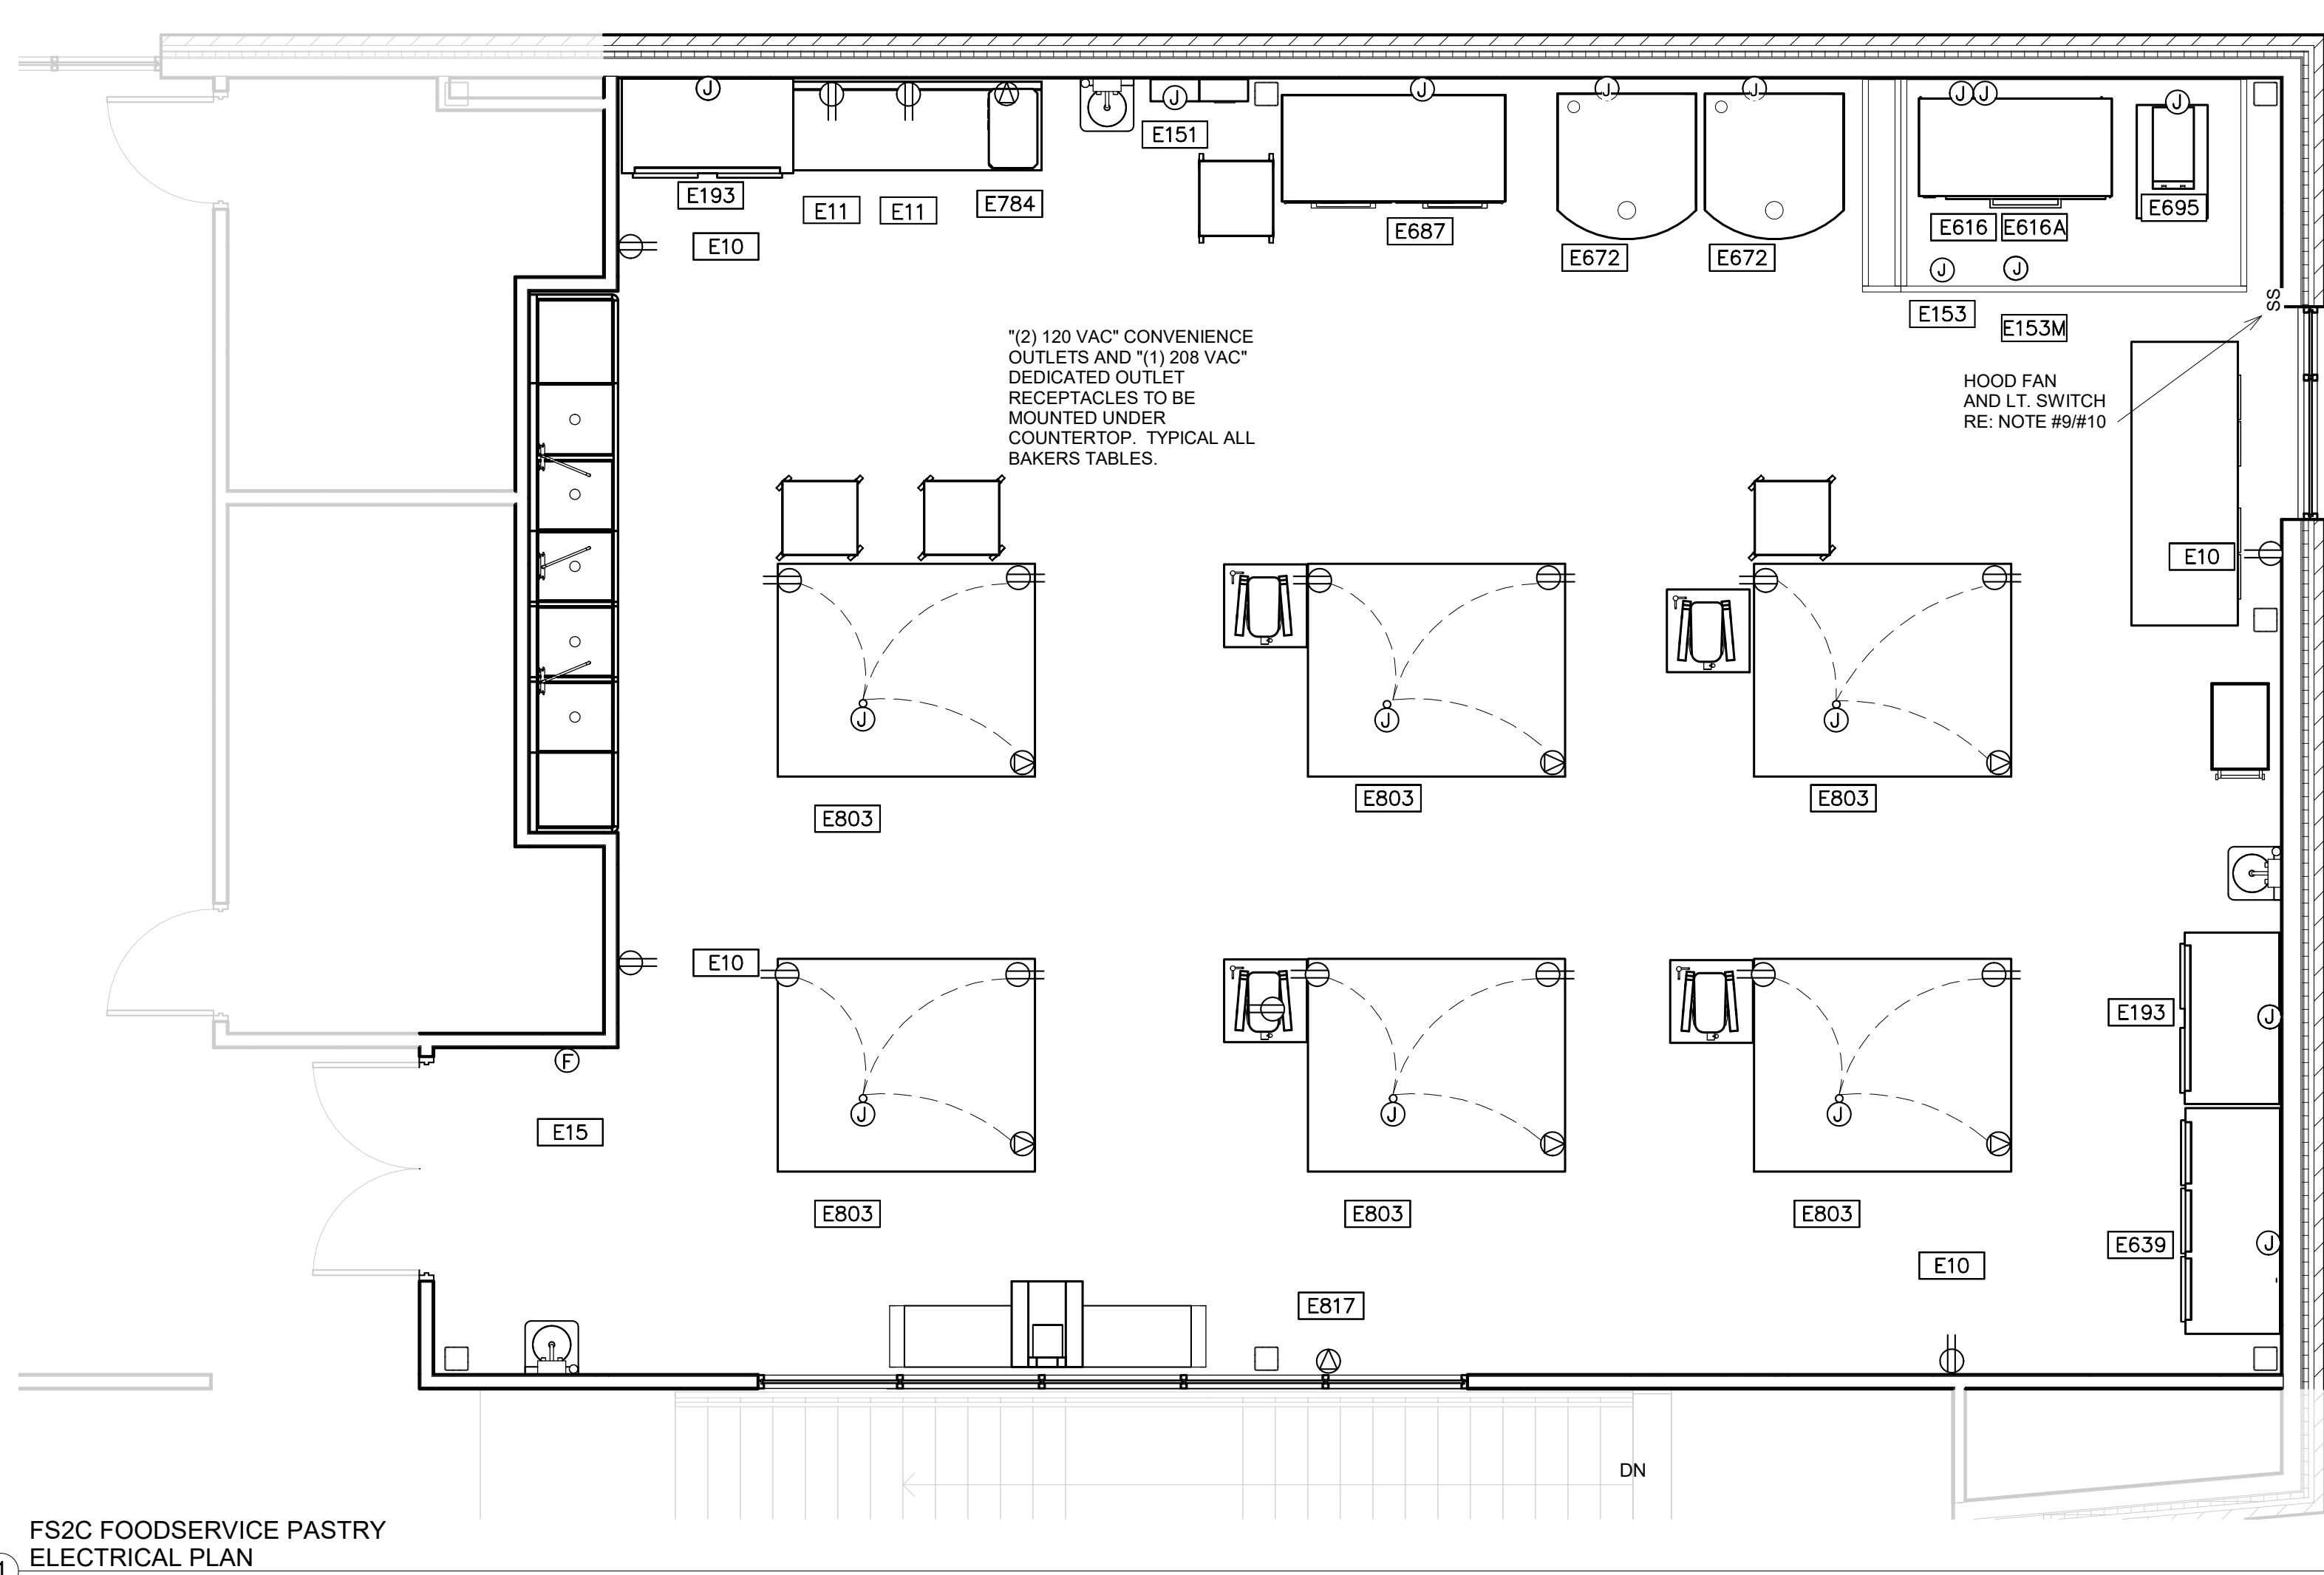 J
J
J
J
J
J J
J
E151
E193
E11
E11
E784
E687
E616
E616A
E695
E10
E672
E672
J
J
SS
E153
E153M
"(2) 120 VAC" CONVENIENCE
OUTLETS AND "(1) 208 VAC"
DEDICATED OUTLET
RECEPTACLES TO BE
MOUNTED UNDER
COUNTERTOP. TYPICAL ALL
BAKERS TABLES.
HOOD FAN
AND LT. SWITCH
RE: NOTE #9/#10
E10
J
J
J
E803
E803
E803
E10
E193
J
F
J
J
J
E15
E803
E803
E803
E639
J
E10
E817
DN
FS2C FOODSERVICE PASTRY
ELECTRICAL PLAN
1